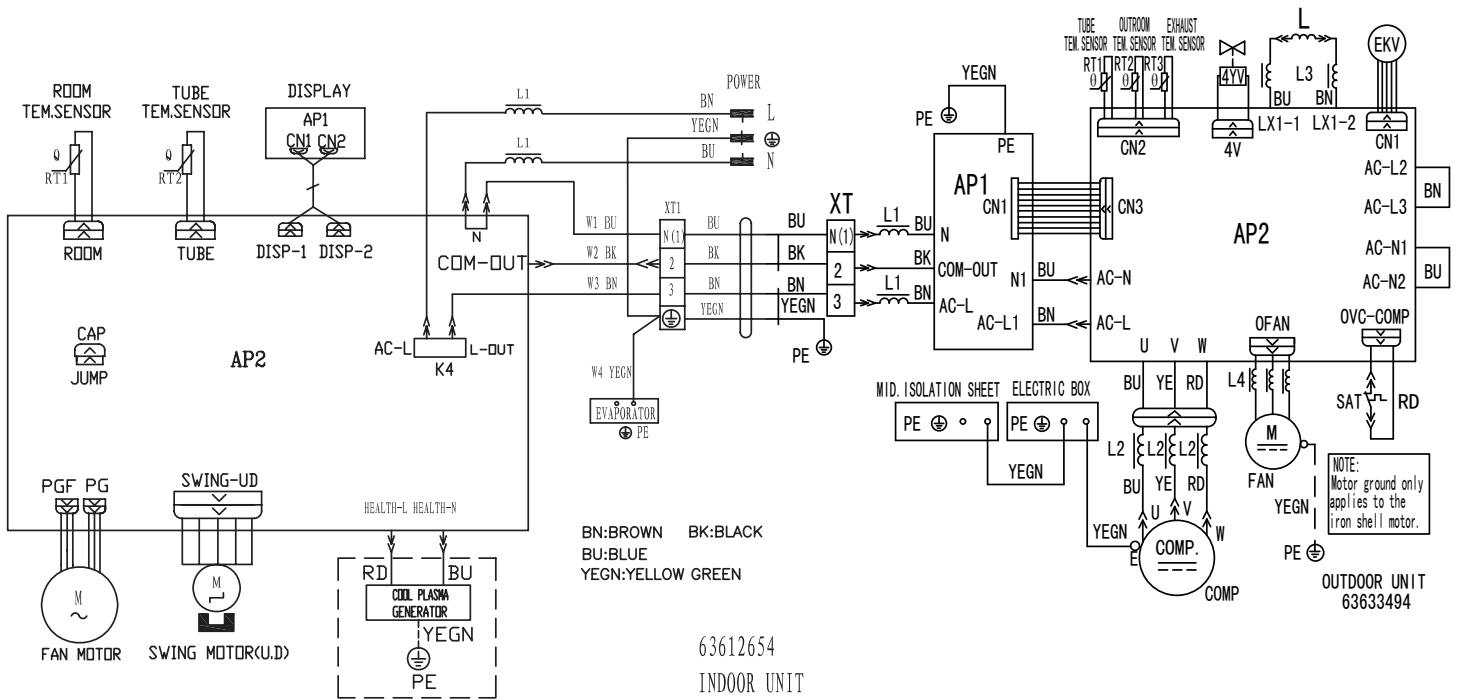 ROOM
TEM.SENSOR
θ
RT1
ROOM
TUBE
TEM.SENSOR
θ
RT2
TUBE
DISPLAY
AP1
CN1 CN2
DISP-1 DISP-2
L1
L1
POWER
BN
L
YEGN
BU
N
N
COM-OUT
W1 BU
W2 BK
W3 BN
XT1
N(1)
2
3
BU
BK
BN
YEGN
AC-L
L-OUT
K4
CAP
JUMP
AP2
W4 YEGN
EVAPORATOR
PE
PGF PG
M
~
FAN MOTOR
SWING-UD
M
SWING MOTOR(U.D)
HEALTH-L HEALTH-N
RD
BU
COOL PLASMA
GENERATOR
YEGN
PE
BN:BROWN BK:BLACK
BU:BLUE
YEGN:YELLOW GREEN
63612654
INDOOR UNIT
BU
BK
BN
YEGN
PE
XT
N(1)
2
3
L1
BU
BK
L1
BN
YEGN
PE
PE
AP1
CN1
N
COM-OUT
AC-L
N1
AC-L1
BU
BN
CN3
AC-N
AC-L
AP2
TUBE
TEM.SENSOR
OUTROOM
TEM.SENSOR
EXHAUST
TEM.SENSOR
RT1
θ
RT2
θ
RT3
θ
CN2
4YV
4V
L
L3
BU
BN
LX1-1 LX1-2
EKV
CN1
AC-L2
BN
AC-L3
AC-N1
BU
AC-N2
U V W
BU YE RD
L2 L2 L2
BU YE RD
U V W
COMP.
E
COMP
YEGN
MID. ISOLATION SHEET
PE
ELECTRIC BOX
PE
YEGN
OFAN
L4
M
FAN
YEGN
PE
OVC-COMP
SAT
RD
NOTE:
Motor ground only
applies to the
iron shell motor.
OUTDOOR UNIT
63633494